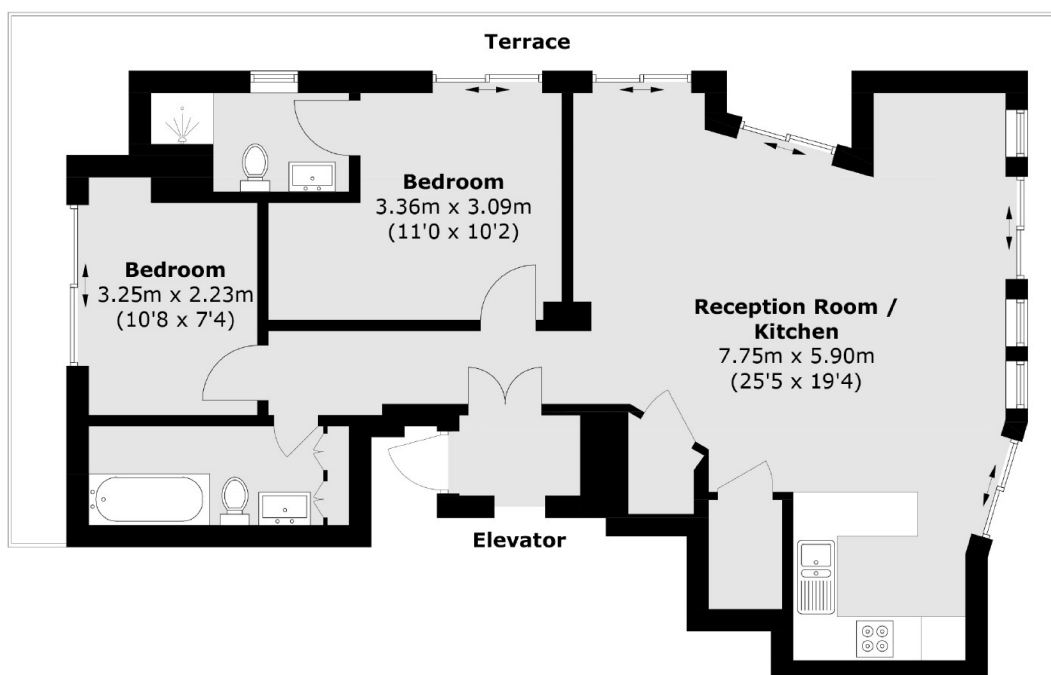 Terrace
Bedroom
3.36m x 3.09m
(11'0 x 10'2)
Bedroom
3.25m x 2.23m
(10'8 x 7'4)
Reception Room /
Kitchen
7.75m x 5.90m
(25'5 x 19'4)
Elevator